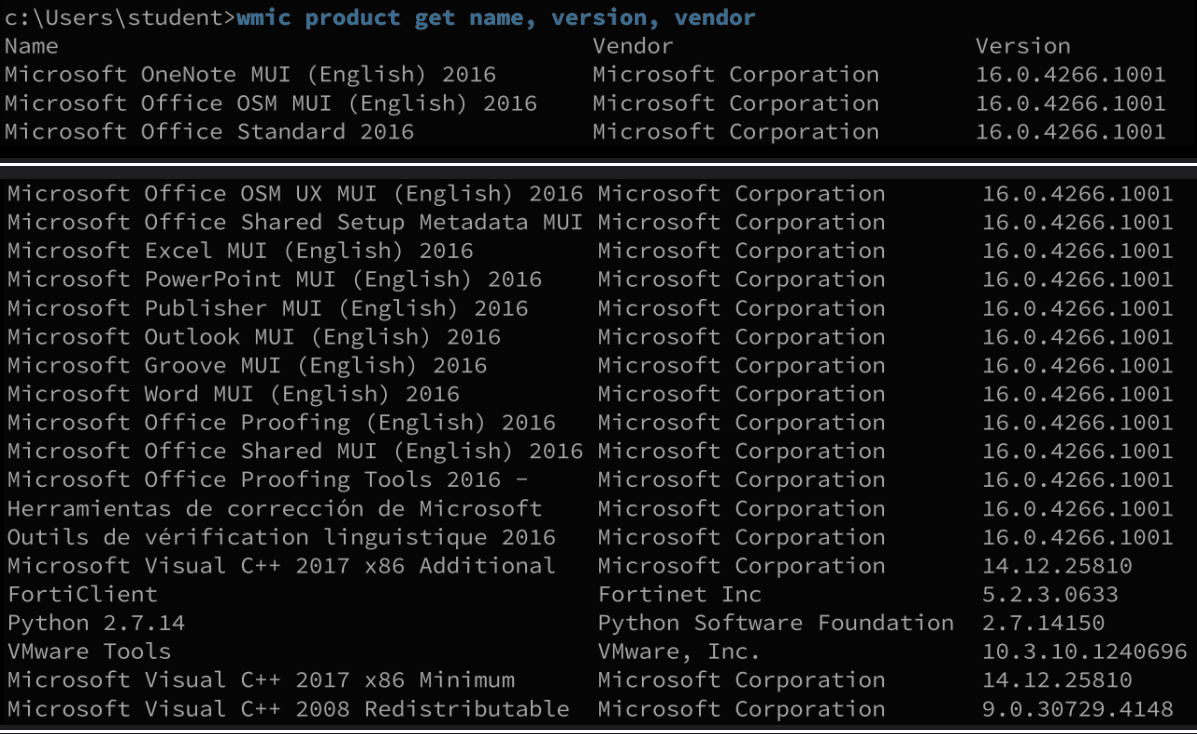 c:\Users\student>wmic product get name, version, vendor
Name Vendor Version
Microsoft OneNote MUI (English) 2016 Microsoft Corporation 16.0.4266.1001
Microsoft Office OSM MUI (English) 2016 Microsoft Corporation 16.0.4266.1001
Microsoft Office Standard 2016 Microsoft Corporation 16.0.4266.1001
Microsoft Office OSM UX MUI (English) 2016 Microsoft Corporation 16.0.4266.1001
Microsoft Office Shared Setup Metadata MUI Microsoft Corporation 16.0.4266.1001
Microsoft Excel MUI (English) 2016 Microsoft Corporation 16.0.4266.1001
Microsoft PowerPoint MUI (English) 2016 Microsoft Corporation 16.0.4266.1001
Microsoft Publisher MUI (English) 2016 Microsoft Corporation 16.0.4266.1001
Microsoft Outlook MUI (English) 2016 Microsoft Corporation 16.0.4266.1001
Microsoft Groove MUI (English) 2016 Microsoft Corporation 16.0.4266.1001
Microsoft Word MUI (English) 2016 Microsoft Corporation 16.0.4266.1001
Microsoft Office Proofing (English) 2016 Microsoft Corporation 16.0.4266.1001
Microsoft Office Shared MUI (English) 2016 Microsoft Corporation 16.0.4266.1001
Microsoft Office Proofing Tools 2016 - Microsoft Corporation 16.0.4266.1001
Herramientas de corrección de Microsoft Microsoft Corporation 16.0.4266.1001
Outils de vérification linguistique 2016 Microsoft Corporation 16.0.4266.1001
Microsoft Visual C++ 2017 x86 Additional Microsoft Corporation 14.12.25810
FortiClient Fortinet Inc 5.2.3.0633
Python 2.7.14 Python Software Foundation 2.7.14150
VMware Tools VMware, Inc. 10.3.10.1240696
Microsoft Visual C++ 2017 x86 Minimum Microsoft Corporation 14.12.25810
Microsoft Visual C++ 2008 Redistributable Microsoft Corporation 9.0.30729.4148